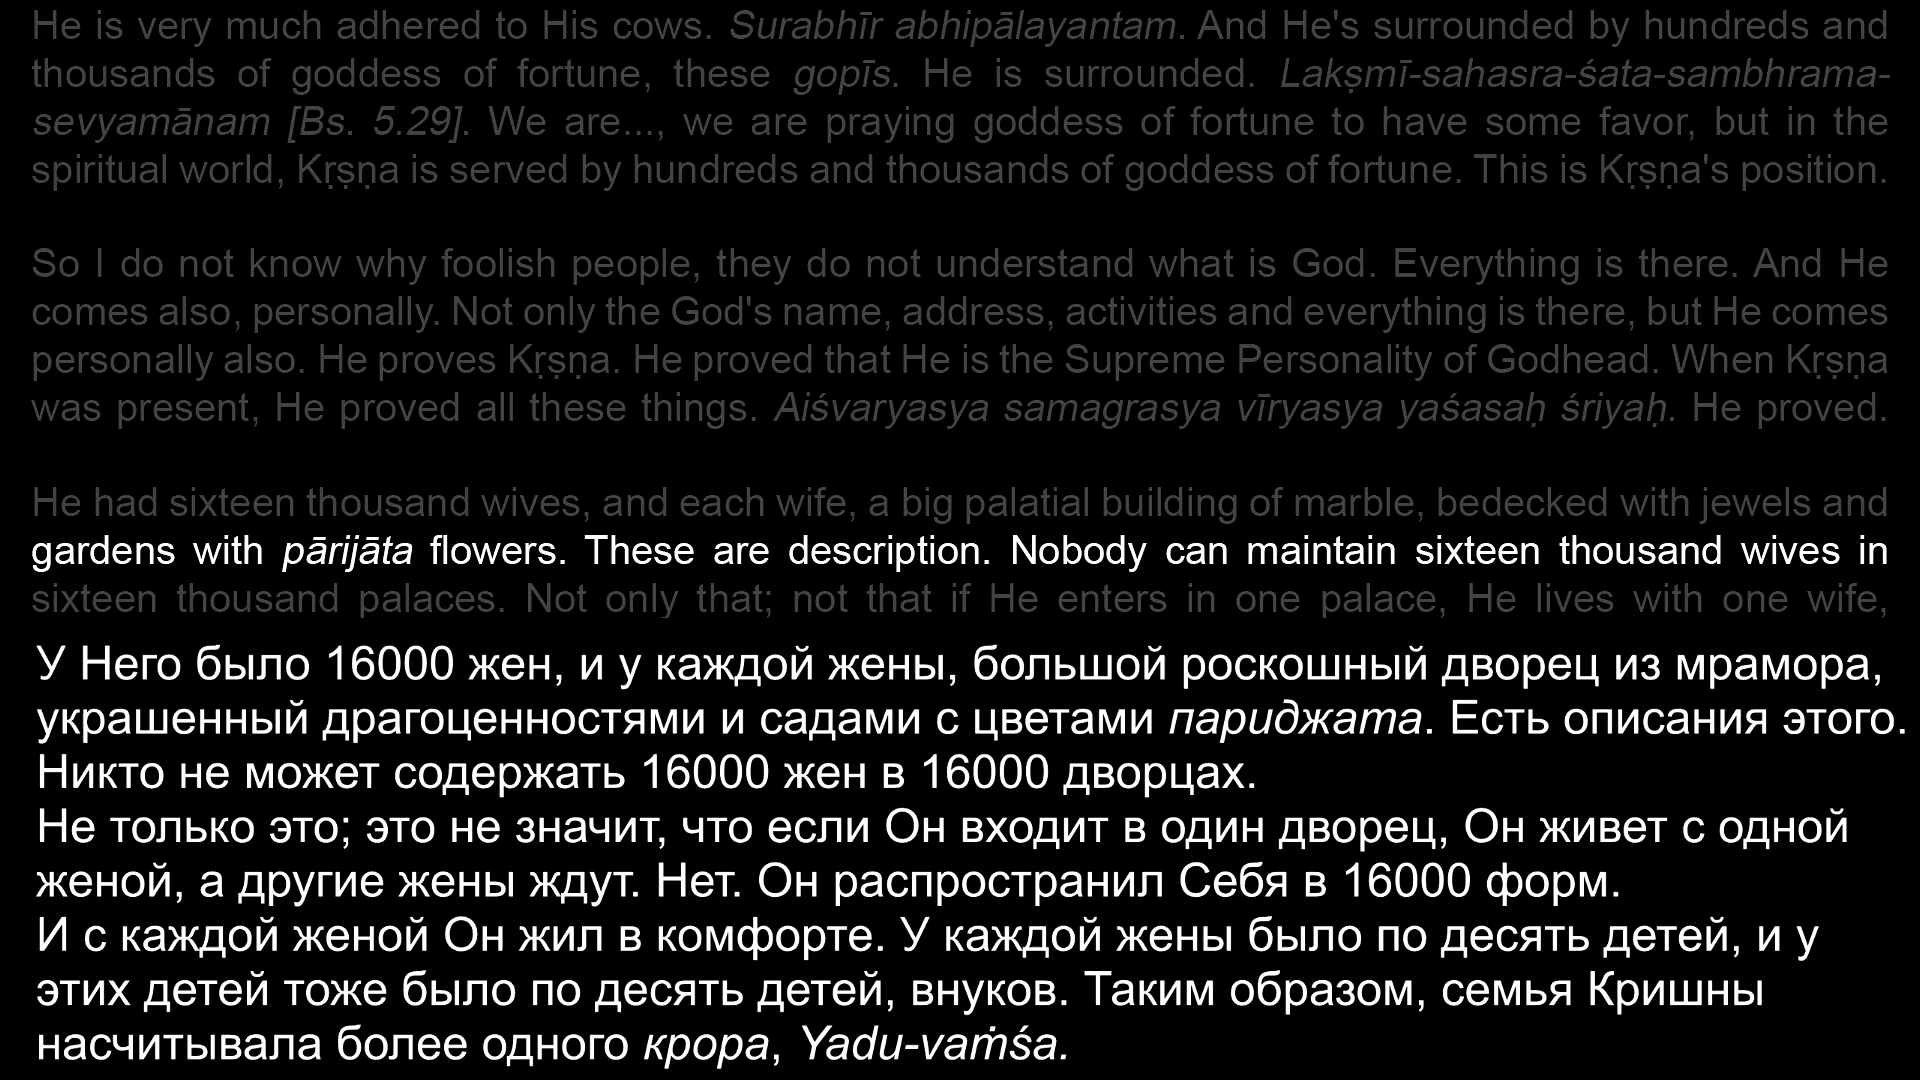 He is very much adhered to His cows. Surabhīr abhipālayantam. And He's surrounded by hundreds and
thousands of goddess of fortune, these gopīs. He is surrounded. Lakṣmī-sahasra-śata-sambhrama-
sevyamānam [Bs. 5.29]. We are..., we are praying goddess of fortune to have some favor, but in the
spiritual world, Kṛṣṇa is served by hundreds and thousands of goddess of fortune. This is Kṛṣṇa's position.
So I do not know why foolish people, they do not understand what is God. Everything is there. And He
comes also, personally. Not only the God's name, address, activities and everything is there, but He comes
personally also. He proves Kṛṣṇa. He proved that He is the Supreme Personality of Godhead. When Kṛṣṇa
was present, He proved all these things. Aiśvaryasya samagrasya vīryasya yaśasaḥ śriyaḥ. He proved.
He had sixteen thousand wives, and each wife, a big palatial building of marble, bedecked with jewels and
gardens with pārijāta flowers. These are description. Nobody can maintain sixteen thousand wives in
sixteen thousand palaces. Not only that; not that if He enters in one palace, He lives with one wife,
У Него было 16000 жен, и у каждой жены, большой роскошный дворец из мрамора,
украшенный драгоценностями и садами с цветами париджата. Есть описания этого.
Никто не может содержать 16000 жен в 16000 дворцах.
Не только это; это не значит, что если Он входит в один дворец, Он живет с одной
женой, а другие жены ждут. Нет. Он распространил Себя в 16000 форм.
И с каждой женой Он жил в комфорте. У каждой жены было по десять детей, и у
этих детей тоже было по десять детей, внуков. Таким образом, семья Кришны
насчитывала более одного крора, Yadu-vaṁśa.